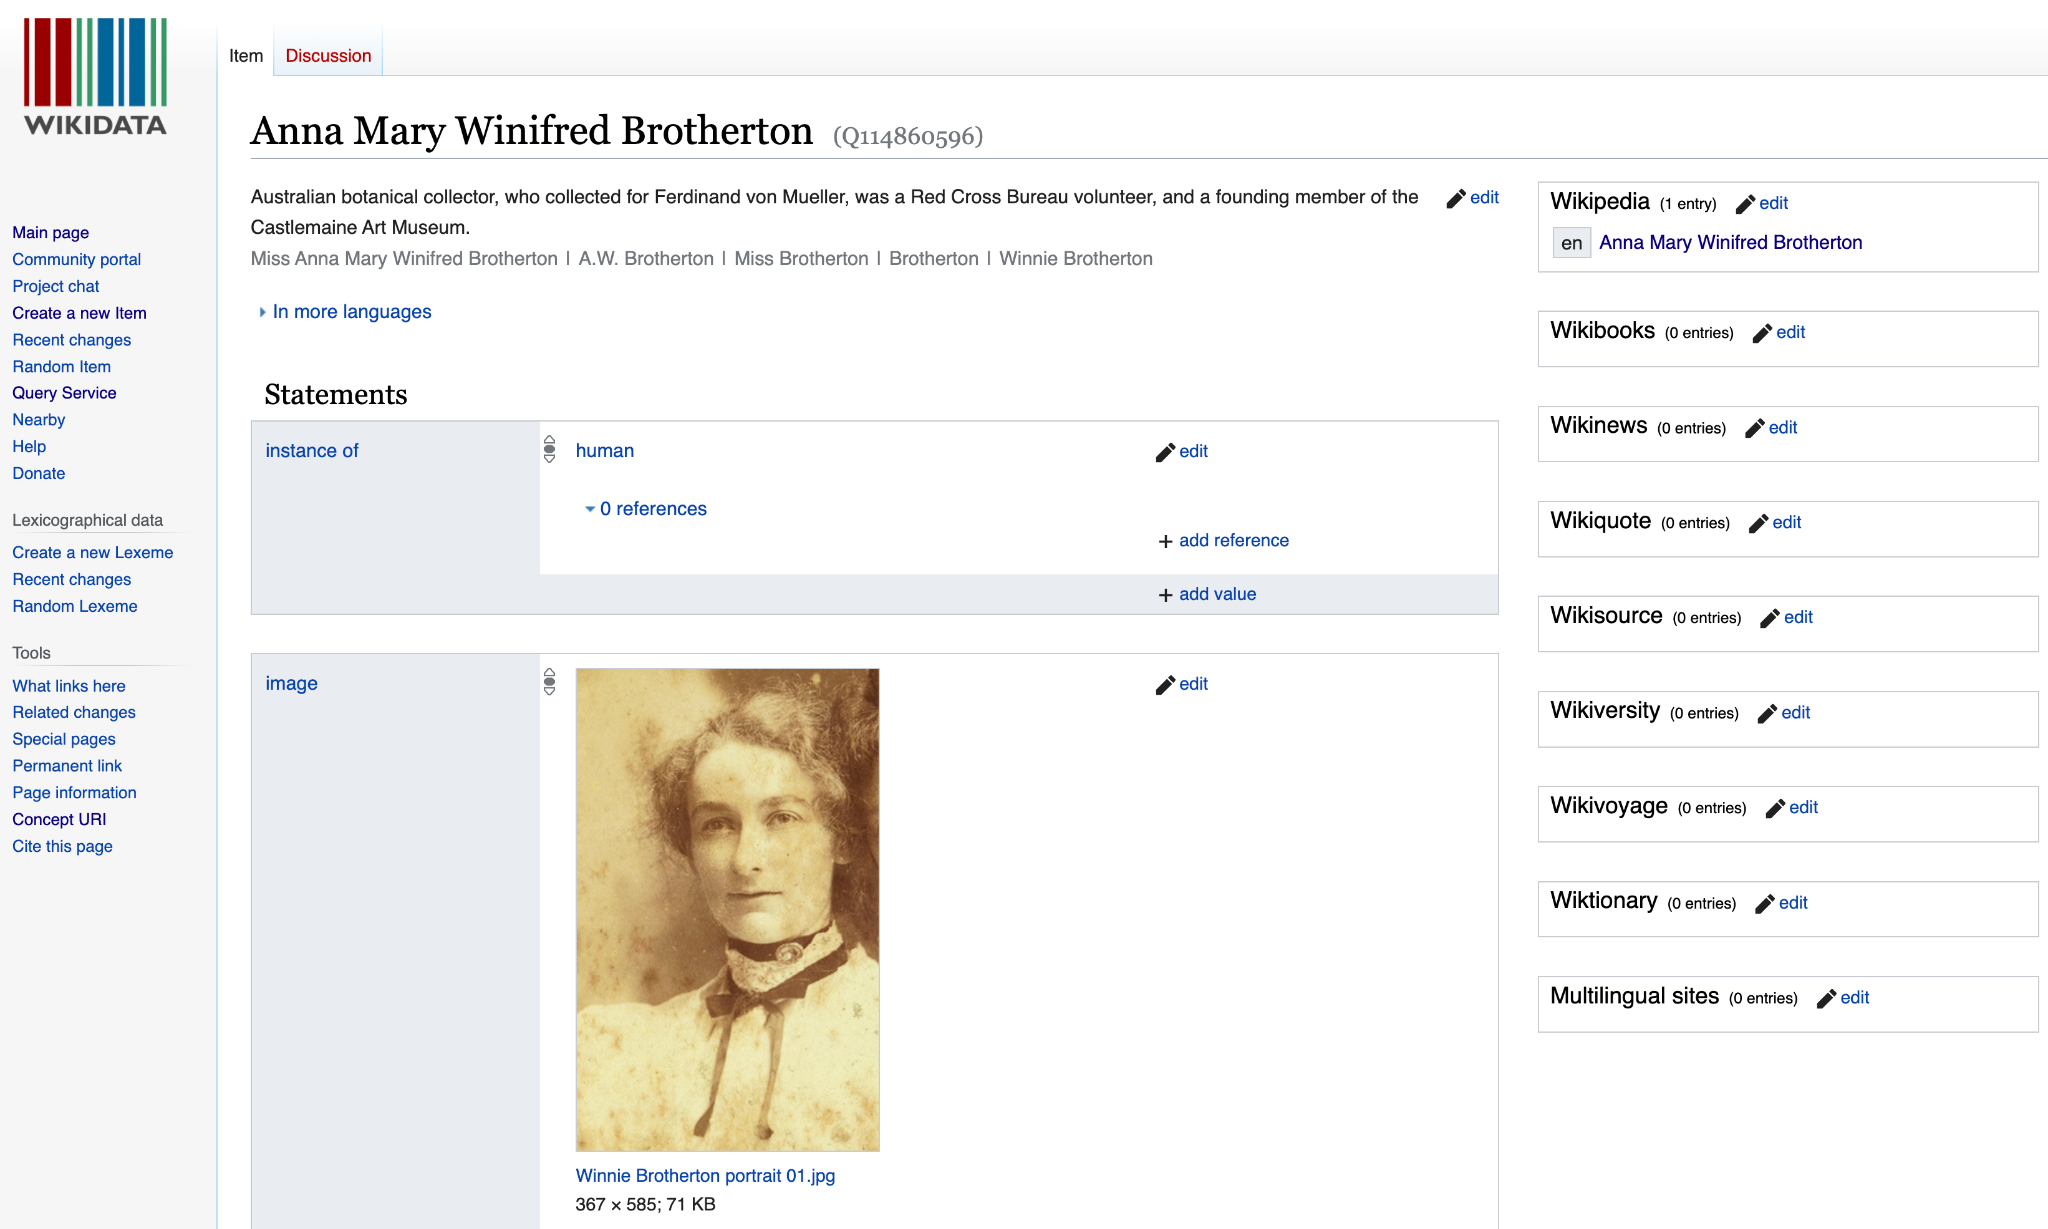 WIKIDATA
Item
Discussion
Main page
Community portal
Project chat
Create a new Item
Recent changes
Random Item
Query Service
Nearby
Help
Donate
Lexicographical data
Create a new Lexeme
Recent changes
Random Lexeme
Tools
What links here
Related changes
Special pages
Permanent link
Page information
Concept URI
Cite this page
Anna Mary Winifred Brotherton (Q114860596)
Australian botanical collector, who collected for Ferdinand von Mueller, was a Red Cross Bureau volunteer, and a founding member of the
Castlemaine Art Museum.
edit
Miss Anna Mary Winifred Brotherton | A.W. Brotherton | Miss Brotherton | Brotherton | Winnie Brotherton
In more languages
Statements
instance of
human
edit
0 references
+ add reference
+ add value
image
edit
Winnie Brotherton portrait 01.jpg
367 × 585; 71 KB
Wikipedia (1 entry) edit
en Anna Mary Winifred Brotherton
Wikibooks (0 entries) edit
Wikinews (0 entries) edit
Wikiquote (0 entries) edit
Wikisource (0 entries) edit
Wikiversity (0 entries) edit
Wikivoyage (0 entries) edit
Wiktionary (0 entries) edit
Multilingual sites (0 entries) edit